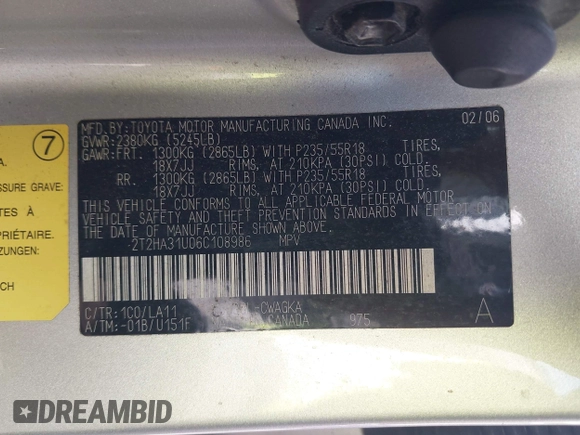 MFD.BY:TOYOTA MOTOR MANUFACTURING CANADA INC. 02/06
GVWR:2380KG (5245LB)
GAWR:FRT. 1300KG (2865LB) WITH P235/55R18 TIRES,
18X7JJ RIMS, AT 210KPA (30PSI) COLD.
RR. 1300KG (2865LB) WITH P235/55R18 TIRES,
18X7JJ RIMS, AT 210KPA (30PSI) COLD.
THIS VEHICLE CONFORMS TO ALL APPLICABLE FEDERAL MOTOR
VEHICLE SAFETY AND THEFT PREVENTION STANDARDS IN EFFECT ON
THE DATE OF MANUFACTURE SHOWN ABOVE.
2T2HA31U06C108986 MPV
C/TR:1C0/LA11 -CWAGKA
A/TM:-01B/U151F CANADA 975 A
7
A.
SSURE GRAVE:
TES À
PRIÉTAIRE.
ZUNGEN:
CH
DREAMBID